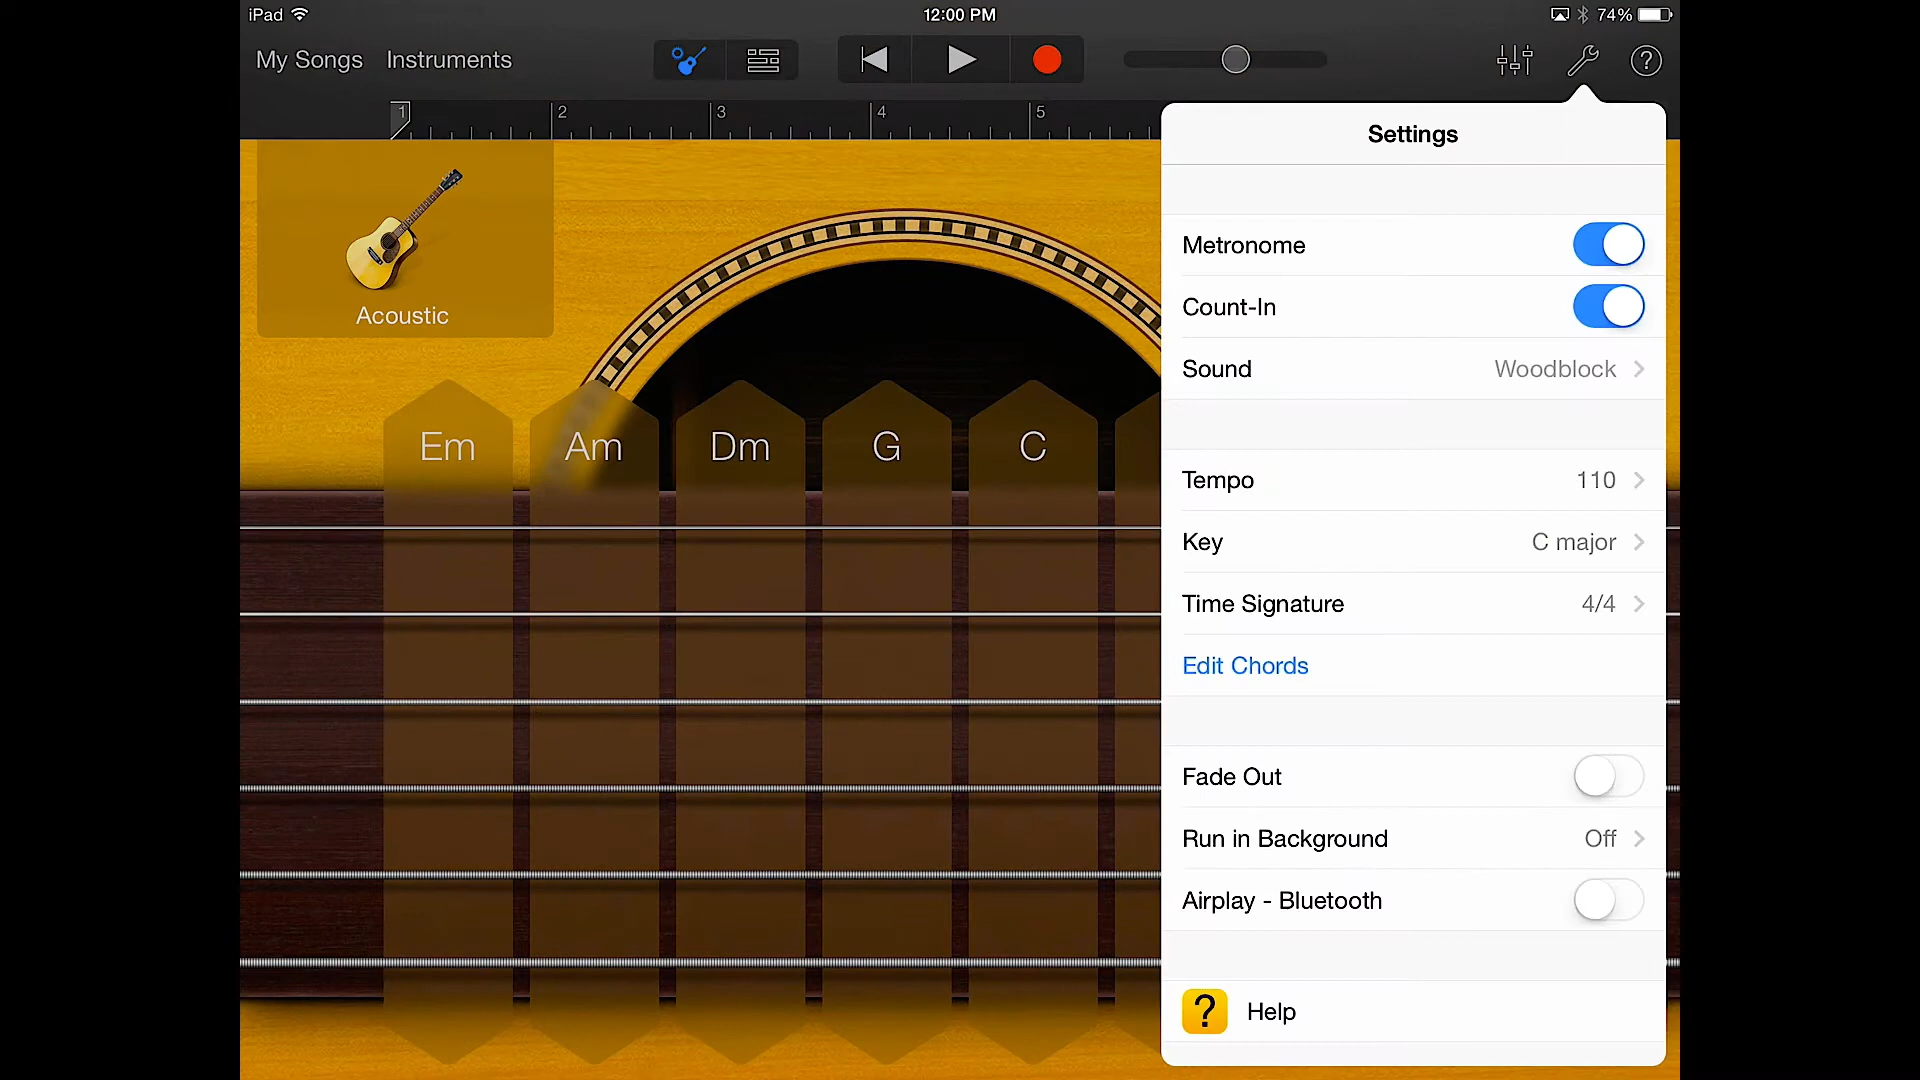 iPad 12:00 PM 74%
My Songs Instruments ?
1 2 3 4 5
Settings
Acoustic
Metronome
Count-In
Sound Woodblock
Em Am Dm G C
Tempo 110
Key C major
Time Signature 4/4
Edit Chords
Fade Out
Run in Background Off
Airplay - Bluetooth
? Help